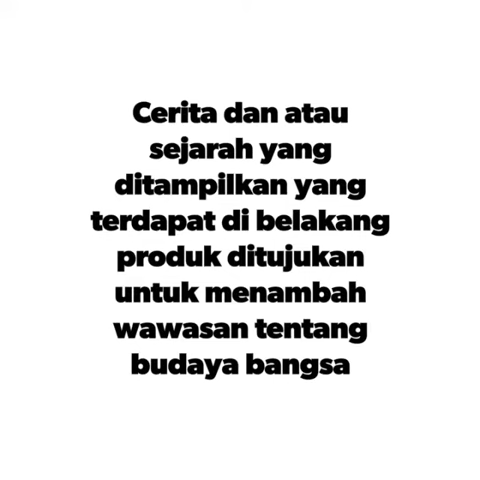 Cerita dan atau
sejarah yang
ditampilkan yang
terdapat di belakang
produk ditujukan
untuk menambah
wawasan tentang
budaya bangsa